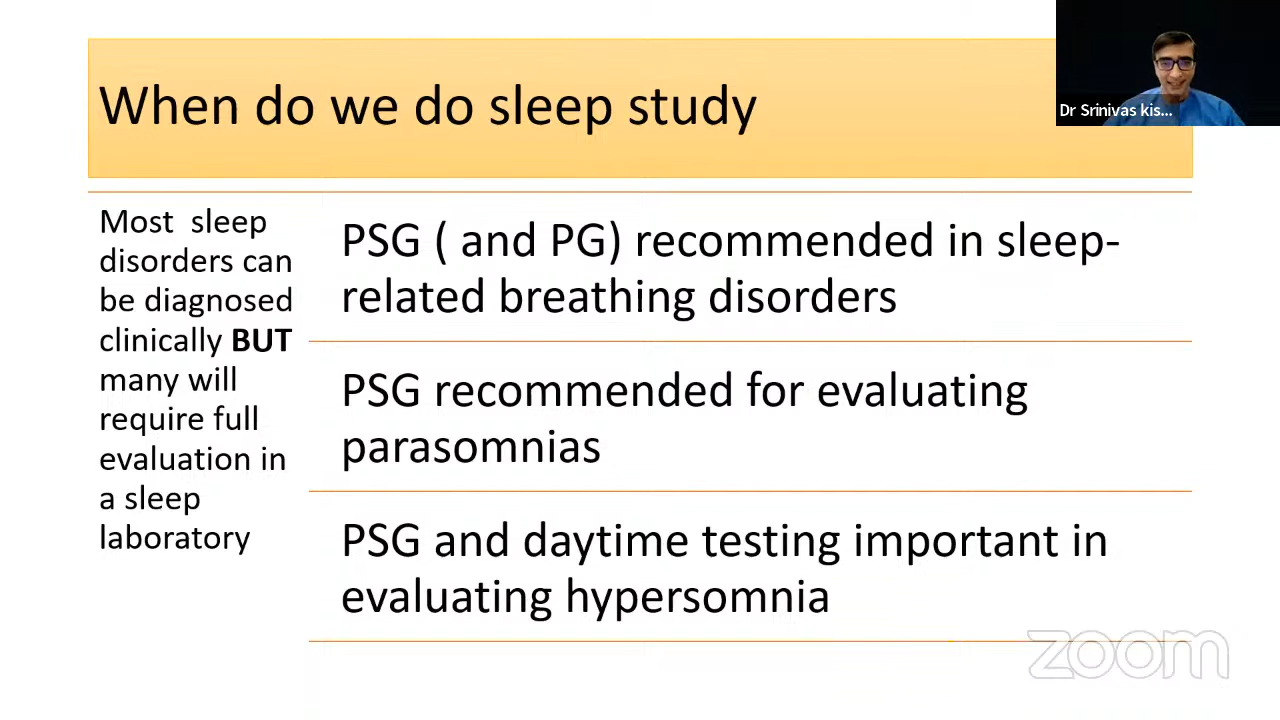 When do we do sleep study
Dr Srinivas kis...
Most sleep
disorders can
be diagnosed
clinically BUT
many will
require full
evaluation in
a sleep
laboratory
PSG ( and PG) recommended in sleep-
related breathing disorders
PSG recommended for evaluating
parasomnias
PSG and daytime testing important in
evaluating hypersomnia
zoom